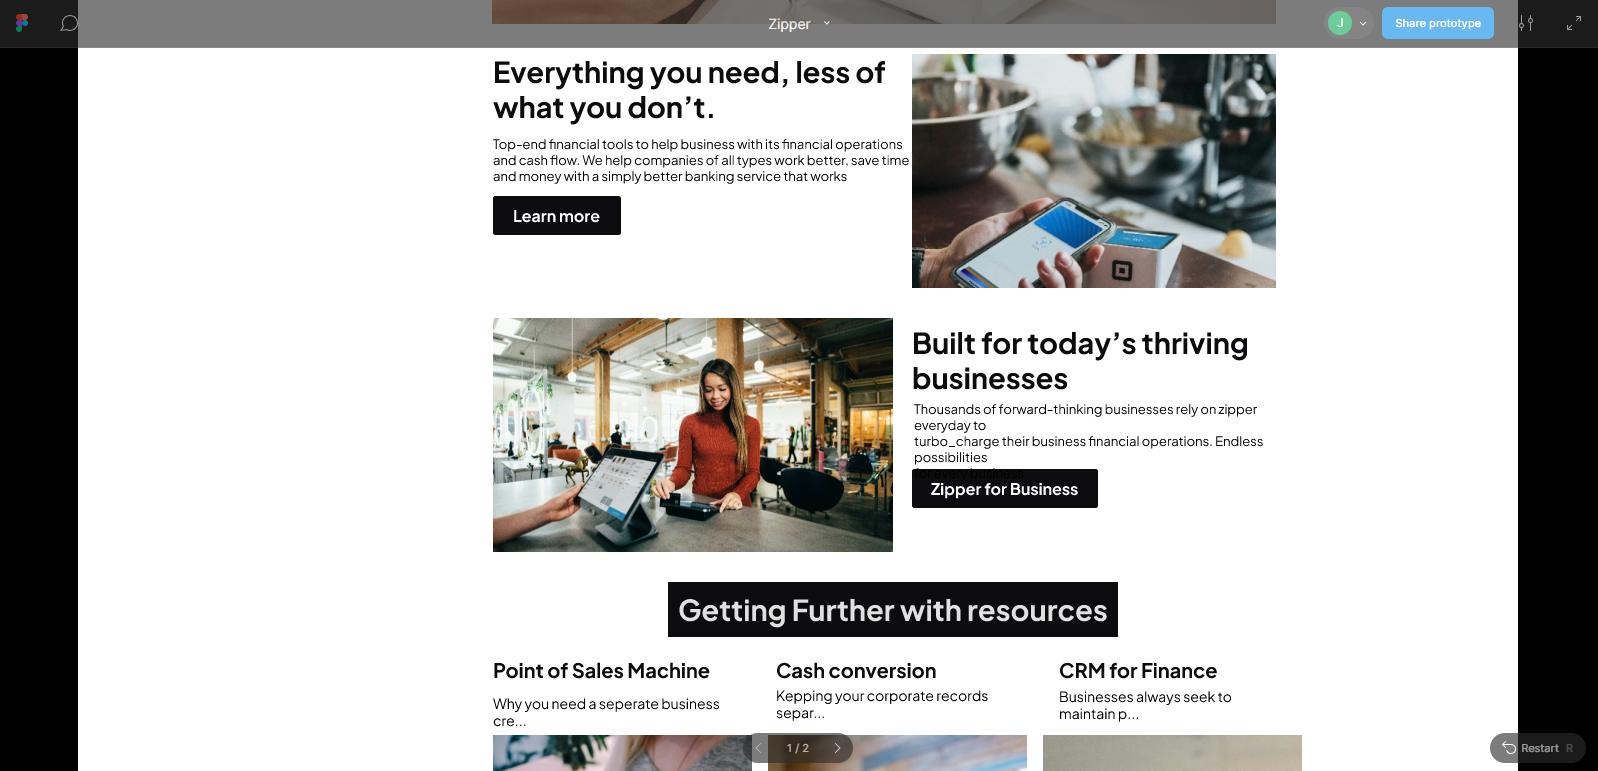 Zipper
J
Share prototype
Everything you need, less of
what you don’t.
Top-end financial tools to help business with its financial operations
and cash flow. We help companies of all types work better, save time
and money with a simply better banking service that works
Learn more
Built for today’s thriving
businesses
Thousands of forward-thinking businesses rely on zipper
everyday to
turbo_charge their business financial operations. Endless
possibilities
for every business
Zipper for Business
Getting Further with resources
Point of Sales Machine
Why you need a seperate business
cre...
Cash conversion
Kepping your corporate records
separ...
CRM for Finance
Businesses always seek to
maintain p...
1 / 2
Restart R